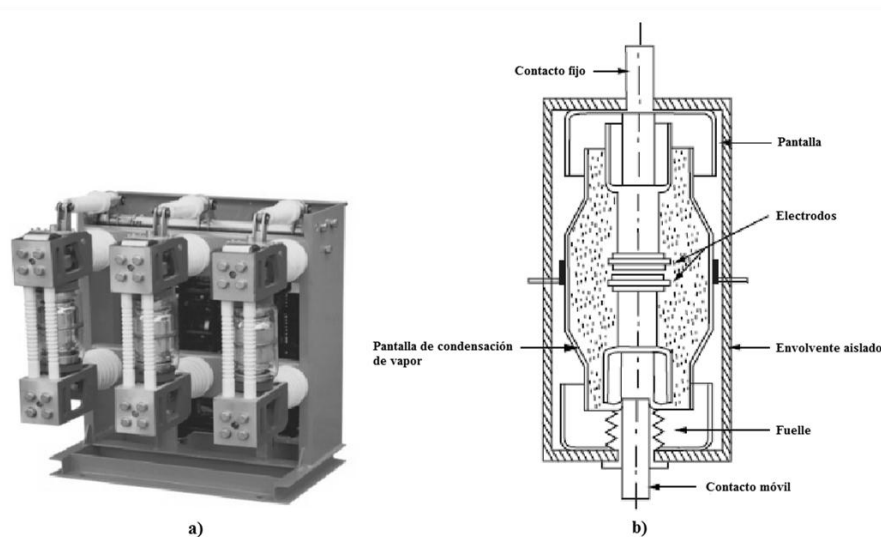 Contacto fijo
Pantalla
Electrodos
Pantalla de condensación
de vapor
Envolvente aislado
Fuelle
Contacto móvil
a)
b)